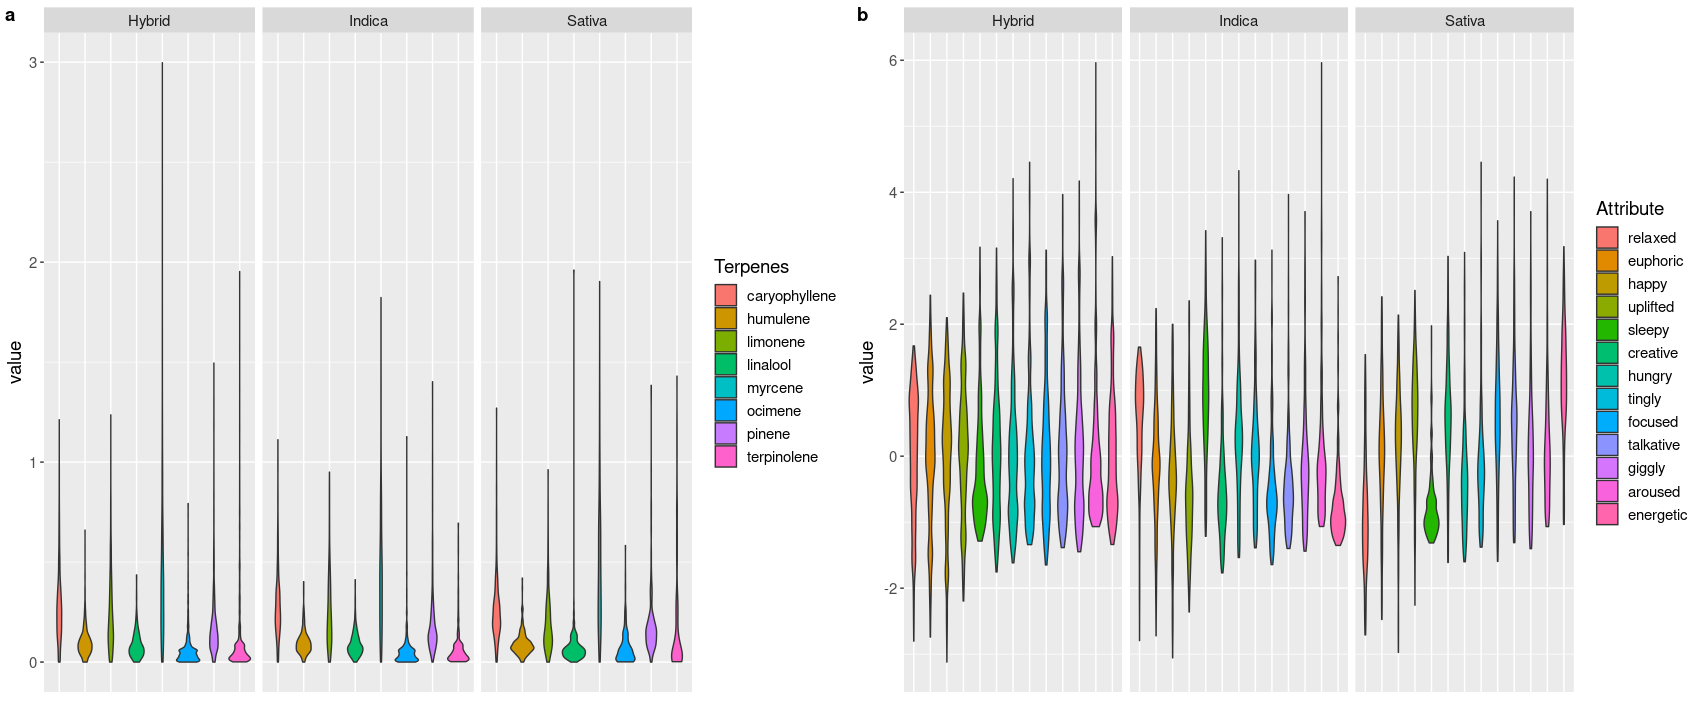 a
Hybrid
Indica
Sativa
3
2
1
0
value
Terpenes
caryophyllene
humulene
limonene
linalool
myrcene
ocimene
pinene
terpinolene
b
Hybrid
Indica
Sativa
6
4
2
0
-2
value
Attribute
relaxed
euphoric
happy
uplifted
sleepy
creative
hungry
tingly
focused
talkative
giggly
aroused
energetic